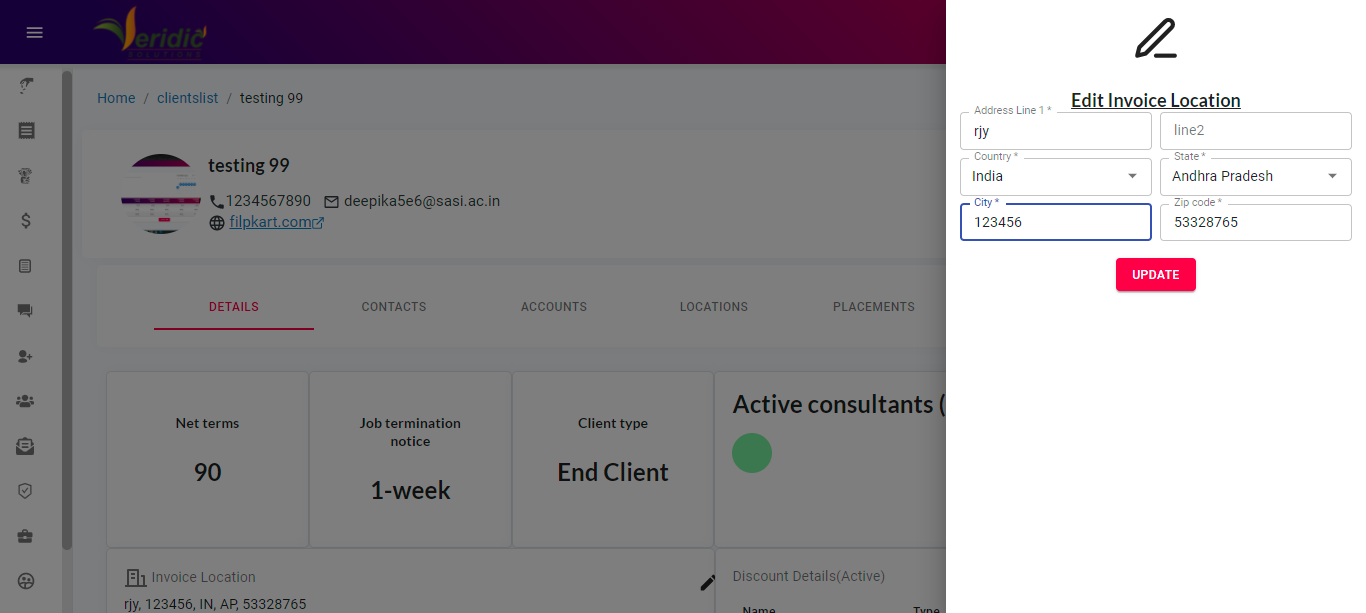 eridic
SOLUTIONS
Home / clientslist / testing 99
testing 99
1234567890 deepika5e6@sasi.ac.in
filpkart.com
DETAILS CONTACTS ACCOUNTS LOCATIONS PLACEMENTS
Net terms
90
Job termination
notice
1-week
Client type
End Client
Active consultants (
Invoice Location
rjy, 123456, IN, AP, 53328765
Discount Details(Active)
Name Type
Edit Invoice Location
Address Line 1 *
rjy
line2
Country *
India
State *
Andhra Pradesh
City *
123456
Zip code *
53328765
UPDATE